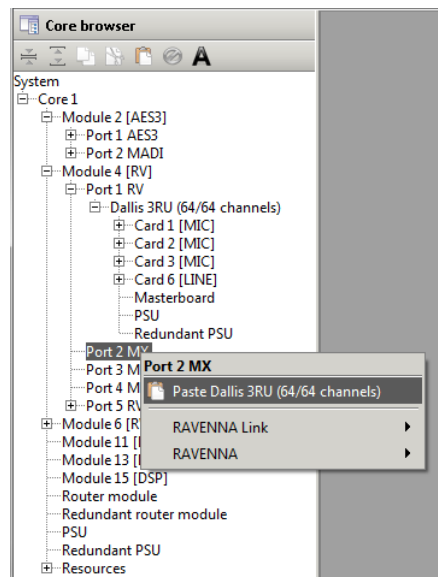 Core browser
A
System
Core 1
Module 2 [AES3]
Port 1 AES3
Port 2 MADI
Module 4 [RV]
Port 1 RV
Dallis 3RU (64/64 channels)
Card 1 [MIC]
Card 2 [MIC]
Card 3 [MIC]
Card 6 [LINE]
Masterboard
PSU
Redundant PSU
Port 2 MX
Port 2 MX
Port 3 M
Paste Dallis 3RU (64/64 channels)
Port 4 M
Port 5 RV
Module 6 [R
RAVENNA Link
Module 11 [
Module 13 [
RAVENNA
Module 15 [DSP]
Router module
Redundant router module
PSU
Redundant PSU
Resources